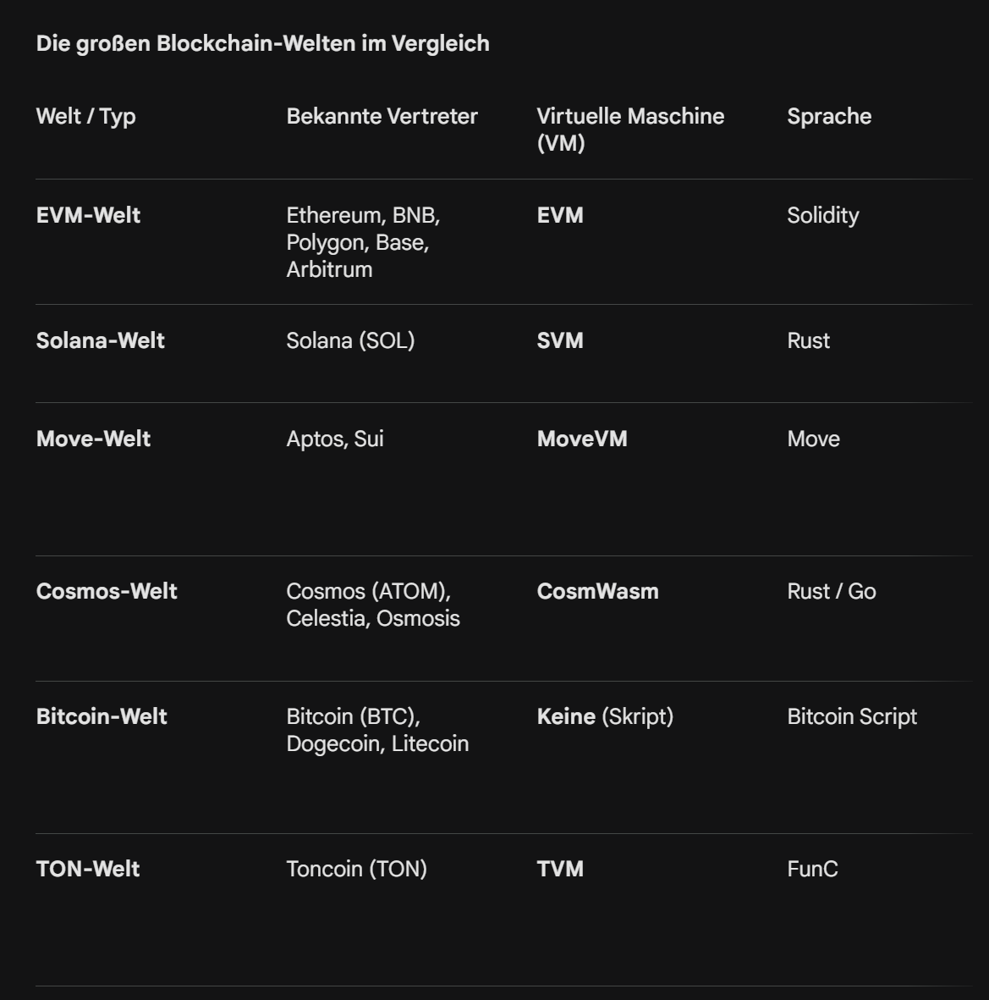 Die großen Blockchain-Welten im Vergleich
Welt / Typ
Bekannte Vertreter
Virtuelle Maschine
(VM)
Sprache
EVM-Welt
Ethereum, BNB,
Polygon, Base,
Arbitrum
EVM
Solidity
Solana-Welt
Solana (SOL)
SVM
Rust
Move-Welt
Aptos, Sui
MoveVM
Move
Cosmos-Welt
Cosmos (ATOM),
Celestia, Osmosis
CosmWasm
Rust / Go
Bitcoin-Welt
Bitcoin (BTC),
Dogecoin, Litecoin
Keine (Skript)
Bitcoin Script
TON-Welt
Toncoin (TON)
TVM
FunC